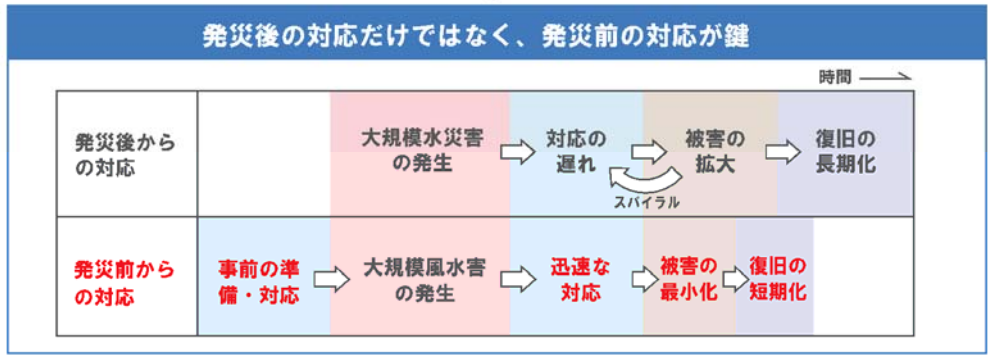 発災後の対応だけではなく、発災前の対応が鍵
時間
発災後から
の対応
大規模水災害
の発生
対応の
遅れ
被害の
拡大
復旧の
長期化
スパイラル
発災前から
の対応
事前の準
備・対応
大規模風水害
の発生
迅速な
対応
被害の
最小化
復旧の
短期化